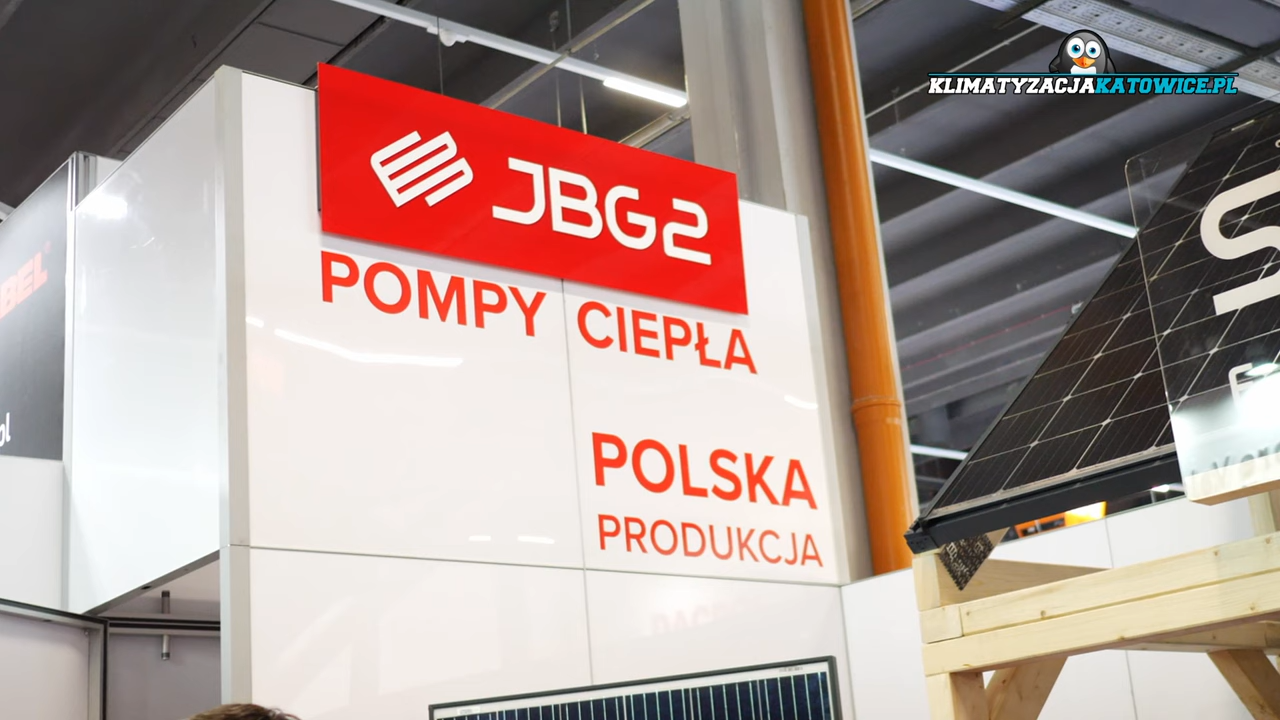 KLIMATYZACJAKATOWICE.PL
JBG2
POMPY CIEPŁA
POLSKA
PRODUKCJA